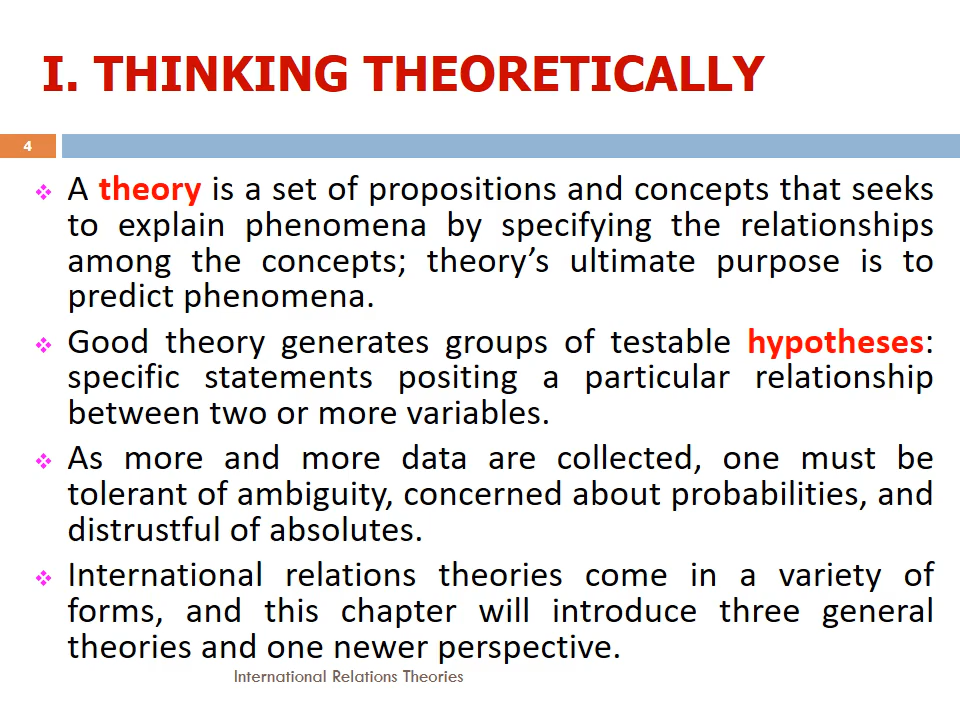 I. THINKING THEORETICALLY
4
A theory is a set of propositions and concepts that seeks
to explain phenomena by specifying the relationships
among the concepts; theory’s ultimate purpose is to
predict phenomena.
Good theory generates groups of testable hypotheses:
specific statements positing a particular relationship
between two or more variables.
As more and more data are collected, one must be
tolerant of ambiguity, concerned about probabilities, and
distrustful of absolutes.
International relations theories come in a variety of
forms, and this chapter will introduce three general
theories and one newer perspective.
International Relations Theories